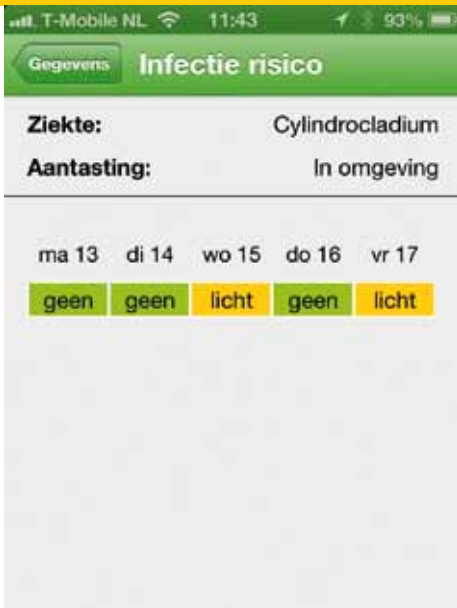 T-Mobile NL 11:43 93%
Gegevens Infectie risico
Ziekte: Cylindrocladium
Aantasting: In omgeving
ma 13 di 14 wo 15 do 16 vr 17
geen geen licht geen licht